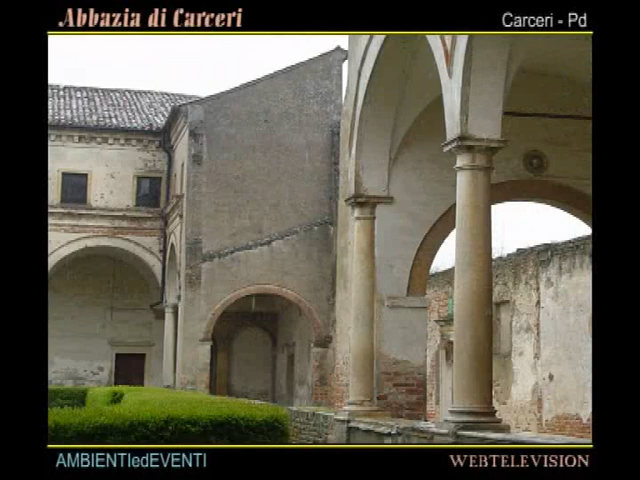 Abbazia di Carceri
Carceri - Pd
AMBIENTIedEVENTI
WEBTELEVISION